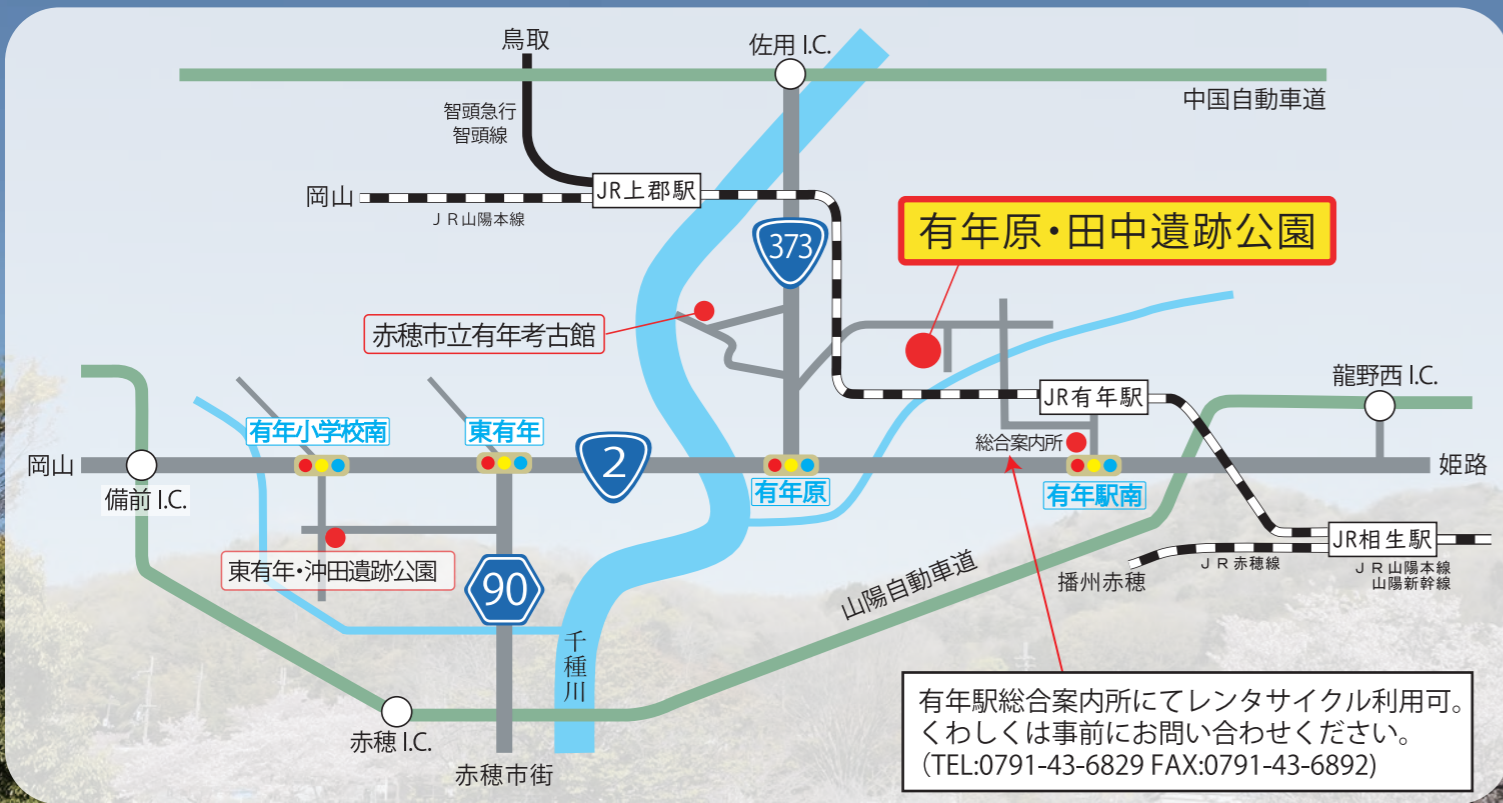 鳥取
佐用 I.C.
中国自動車道
智頭急行
智頭線
岡山
JR上郡駅
ＪＲ山陽本線
373
有年原・田中遺跡公園
赤穂市立有年考古館
龍野西 I.C.
JR有年駅
有年小学校南
東有年
2
総合案内所
岡山
姫路
備前 I.C.
有年原
有年駅南
JR相生駅
ＪＲ山陽本線
山陽新幹線
ＪＲ赤穂線
播州赤穂
東有年・沖田遺跡公園
90
山陽自動車道
千種川
赤穂 I.C.
赤穂市街
有年駅総合案内所にてレンタサイクル利用可。
くわしくは事前にお問い合わせください。
（TEL:0791-43-6829 FAX:0791-43-6892)